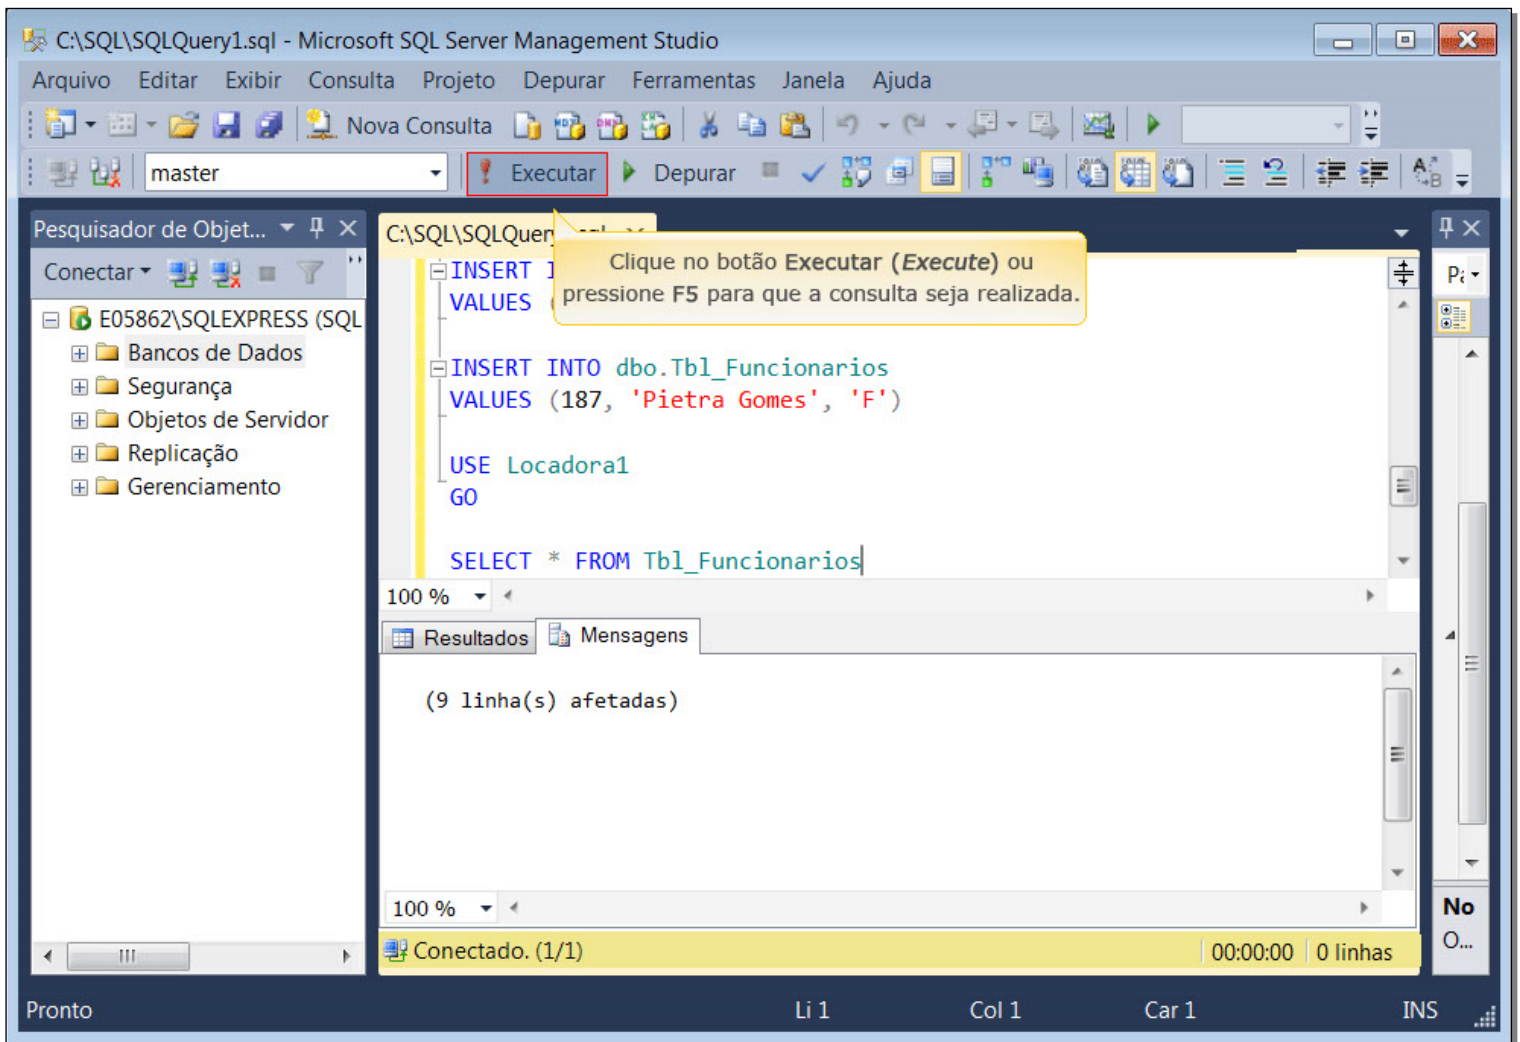 C:\SQL\SQLQuery1.sql - Microsoft SQL Server Management Studio
Arquivo Editar Exibir Consulta Projeto Depurar Ferramentas Janela Ajuda
Nova Consulta
master Executar Depurar
Pesquisador de Objet...
Conectar
E05862\SQLEXPRESS (SQL
Bancos de Dados
Segurança
Objetos de Servidor
Replicação
Gerenciamento
C:\SQL\SQLQuery
Clique no botão Executar (Execute) ou
pressione F5 para que a consulta seja realizada.
INSERT I
VALUES (
INSERT INTO dbo.Tbl_Funcionarios
VALUES (187, 'Pietra Gomes', 'F')
USE Locadora1
GO
SELECT * FROM Tbl_Funcionarios
100 %
Resultados Mensagens
(9 linha(s) afetadas)
100 %
Conectado. (1/1) 00:00:00 0 linhas
No
O...
Pronto Li 1 Col 1 Car 1 INS